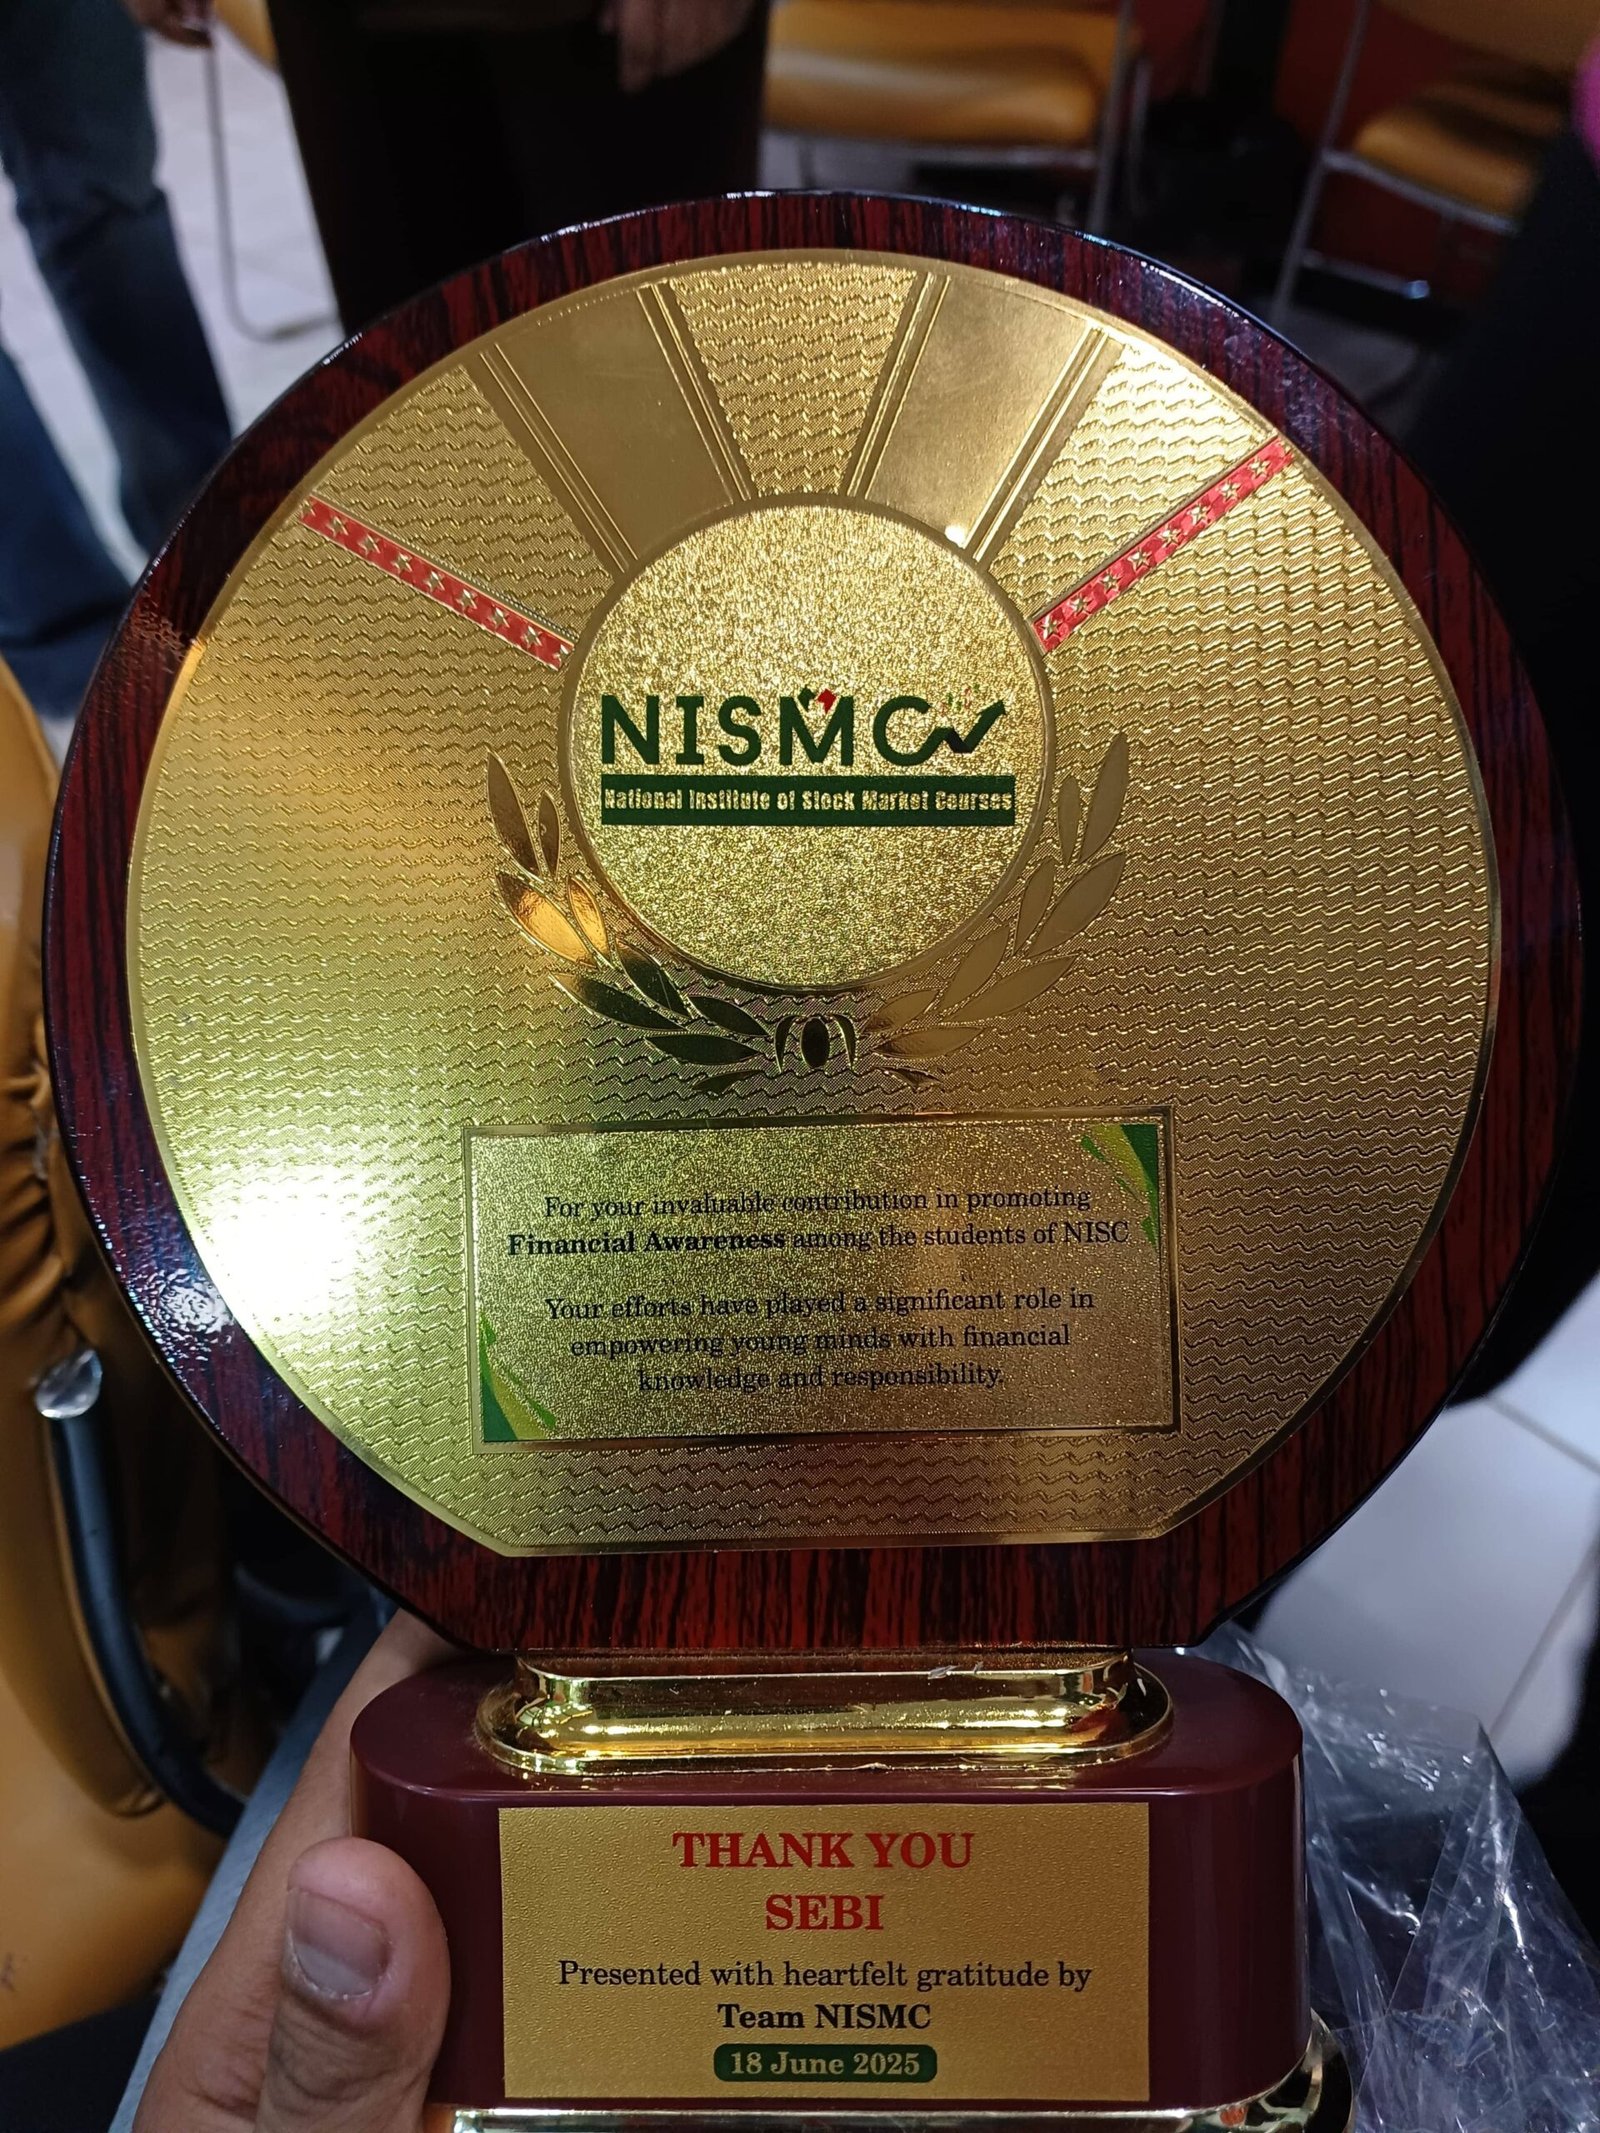 NISMC
National Institute of Stock Market Courses
For your invaluable contribution in promoting
Financial Awareness among the students of NISC
Your efforts have played a significant role in
empowering young minds with financial
knowledge and responsibility.
THANK YOU
SEBI
Presented with heartfelt gratitude by
Team NISMC
18 June 2025